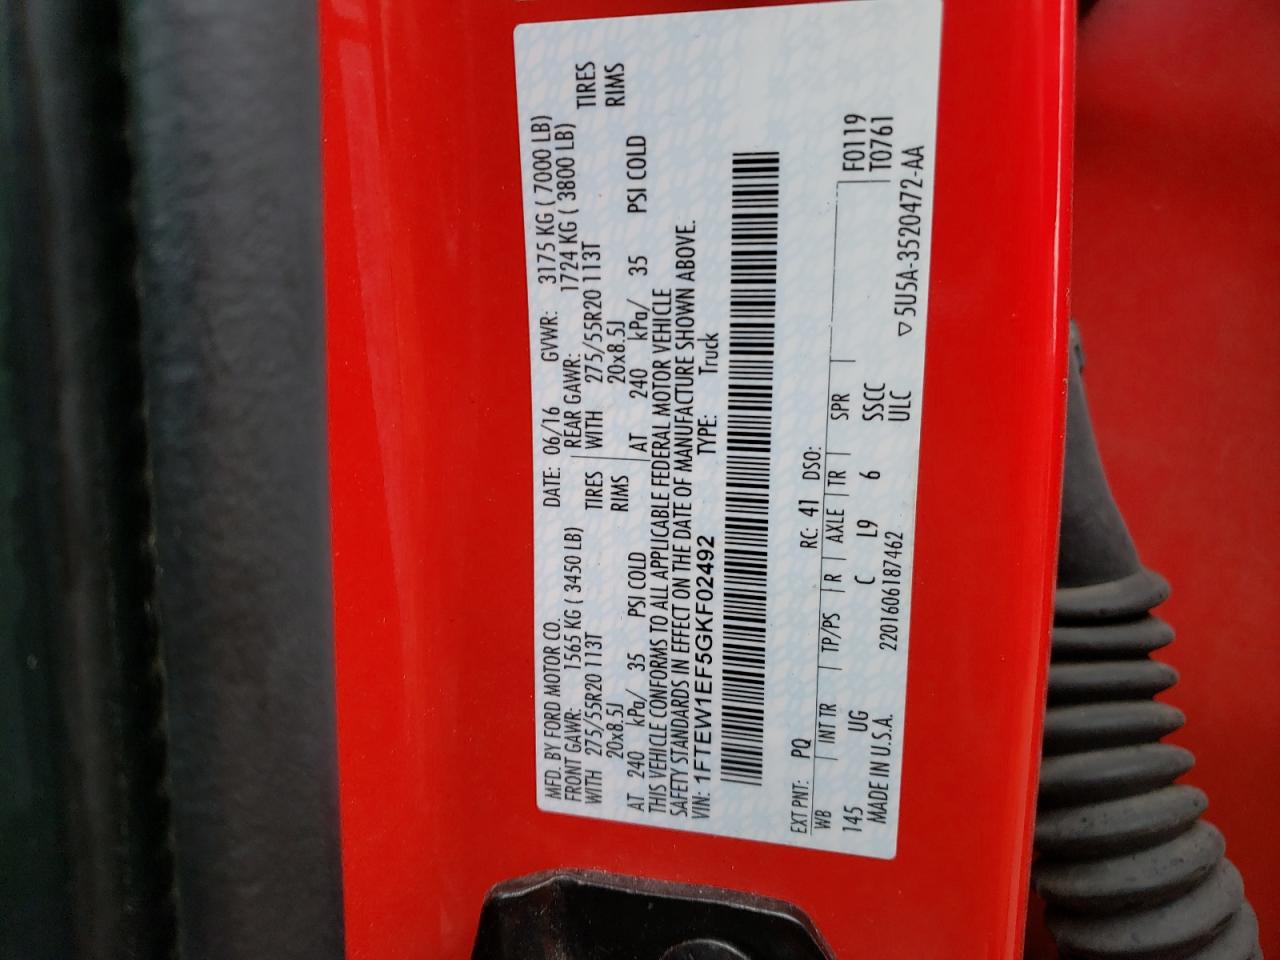 MFD. BY FORD MOTOR CO. DATE: 06/16 GVWR: 3175 KG ( 7000 LB)
FRONT GAWR: 1565 KG ( 3450 LB) REAR GAWR: 1724 KG ( 3800 LB)
WITH 275/55R20 113T TIRES WITH 275/55R20 113T TIRES
20x8.5J RIMS 20x8.5J RIMS
AT 240 kPa/ 35 PSI COLD AT 240 kPa/ 35 PSI COLD
THIS VEHICLE CONFORMS TO ALL APPLICABLE FEDERAL MOTOR VEHICLE
SAFETY STANDARDS IN EFFECT ON THE DATE OF MANUFACTURE SHOWN ABOVE.
VIN: 1FTEW1EF5GKF02492 TYPE: Truck
EXT PNT: PQ RC: 41 DSO:
WB INT TR TP/PS R AXLE TR SPR F0119
145 UG C L9 6 SSCC T0761
MADE IN U.S.A. 2201606187462 ULC
▽ 5U5A-3520472-AA